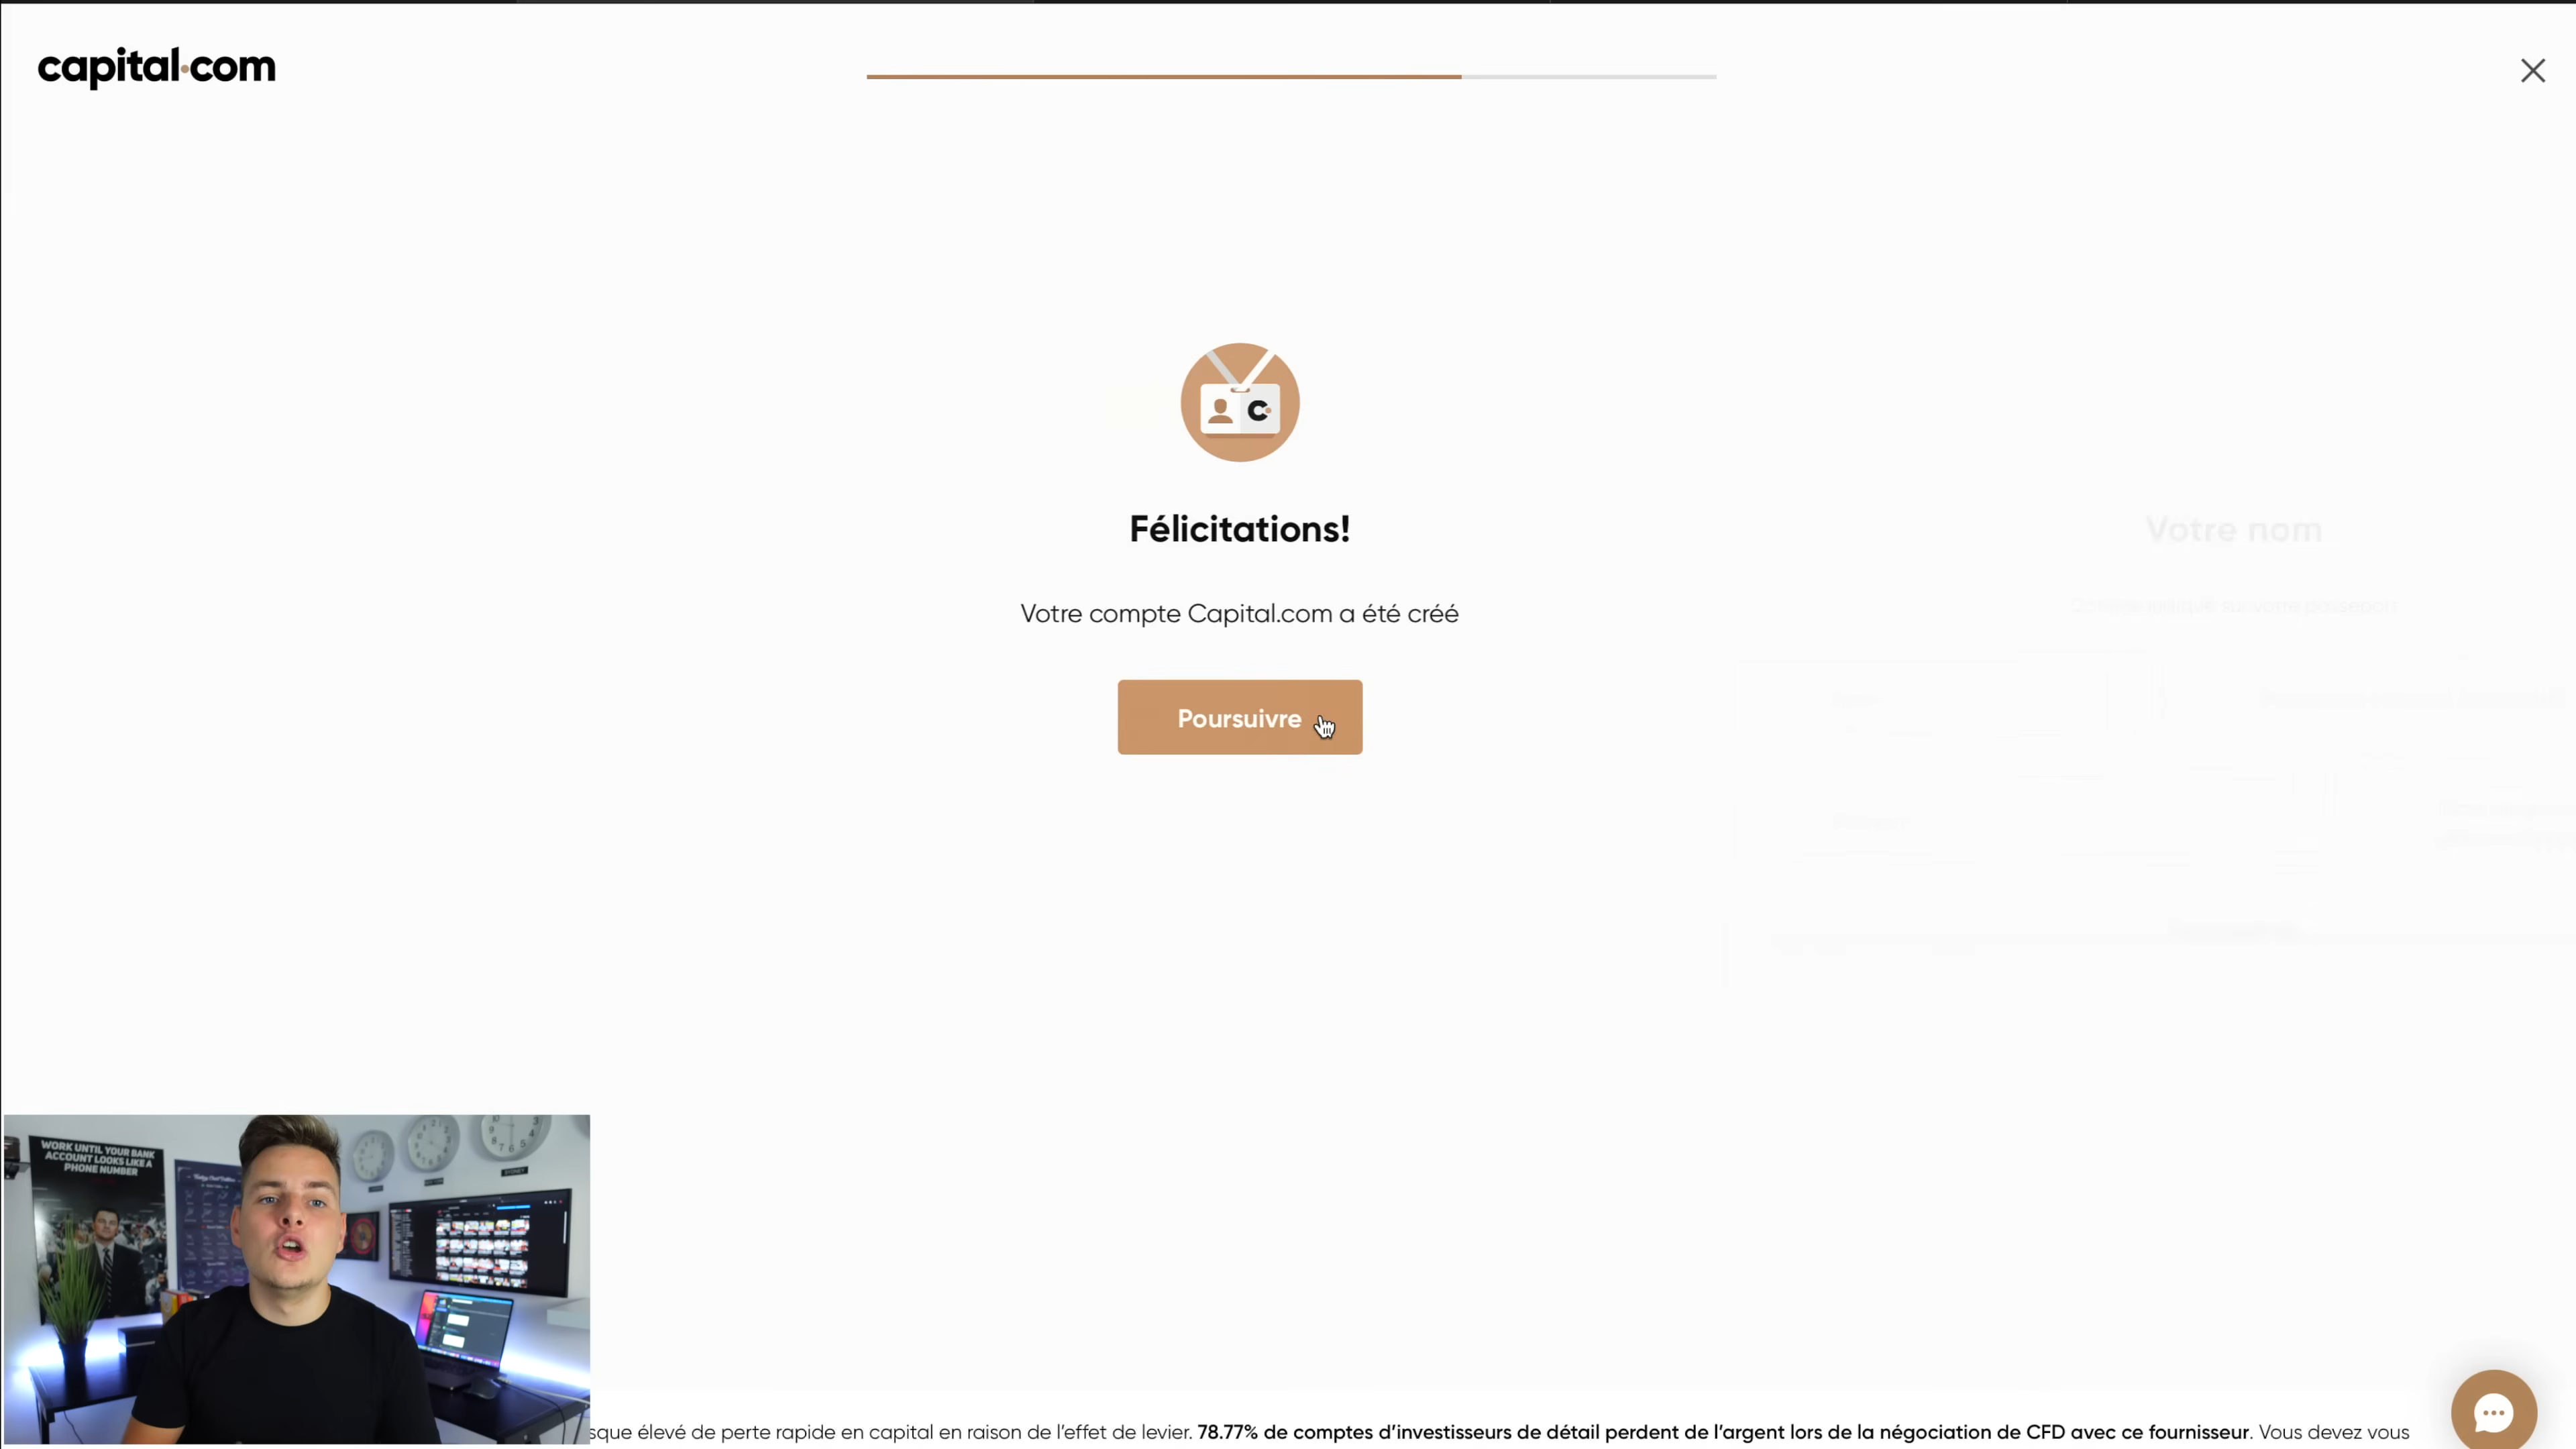 capital.com
Félicitations!
Votre nom
Votre compte Capital.com a été créé
Poursuivre
WORK UNTIL YOUR BANK
ACCOUNT LOOKS LIKE A
PHONE NUMBER
SYDNEY
sque élevé de perte rapide en capital en raison de l'effet de levier. 78.77% de comptes d'investisseurs de détail perdent de l'argent lors de la négociation de CFD avec ce fournisseur. Vous devez vous